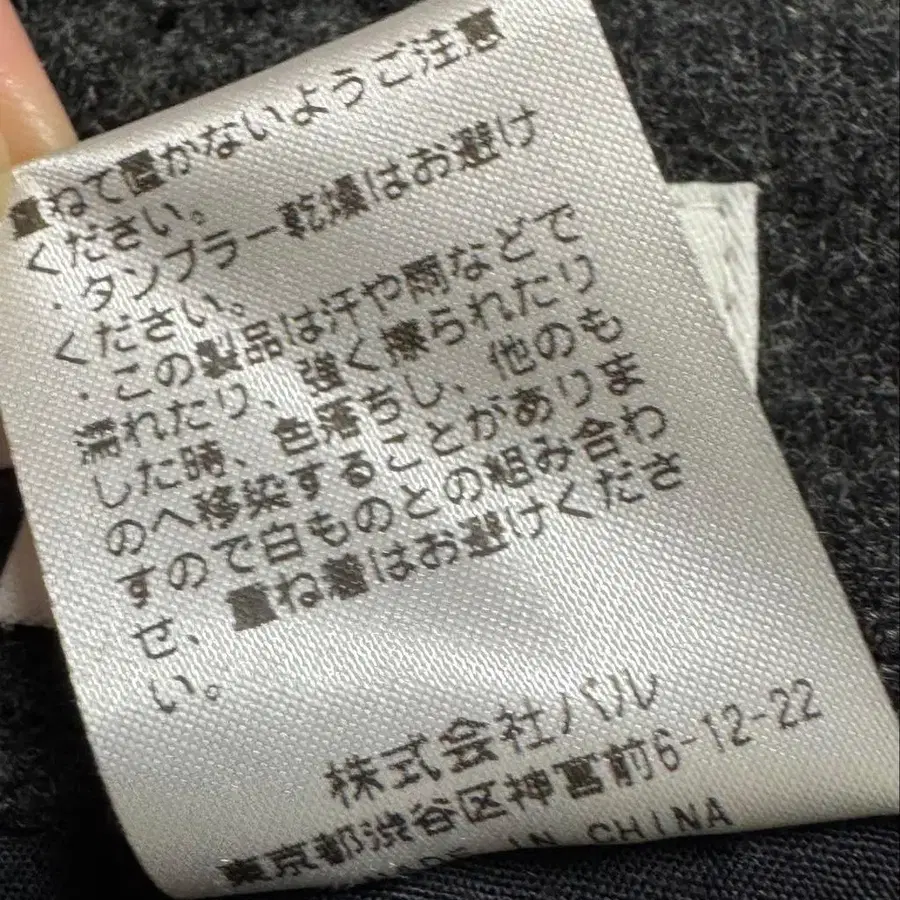 重ねて置かないようご注意
ください。
・タンブラー乾燥はお避け
ください。
・この製品は汗や雨などで
濡れたり、強く擦られたり
した時、色落ちし、他のも
のへ移染することがありま
すので白ものとの組み合わ
せ、重ね着はお避けくださ
い。
株式会社パル
東京都渋谷区神宮前6-12-22
MADE IN CHINA